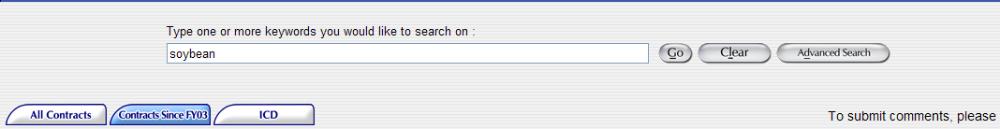 Type one or more keywords you would like to search on :
soybean Go Clear Advanced Search
All Contracts Contracts Since FY03 ICD To submit comments, please